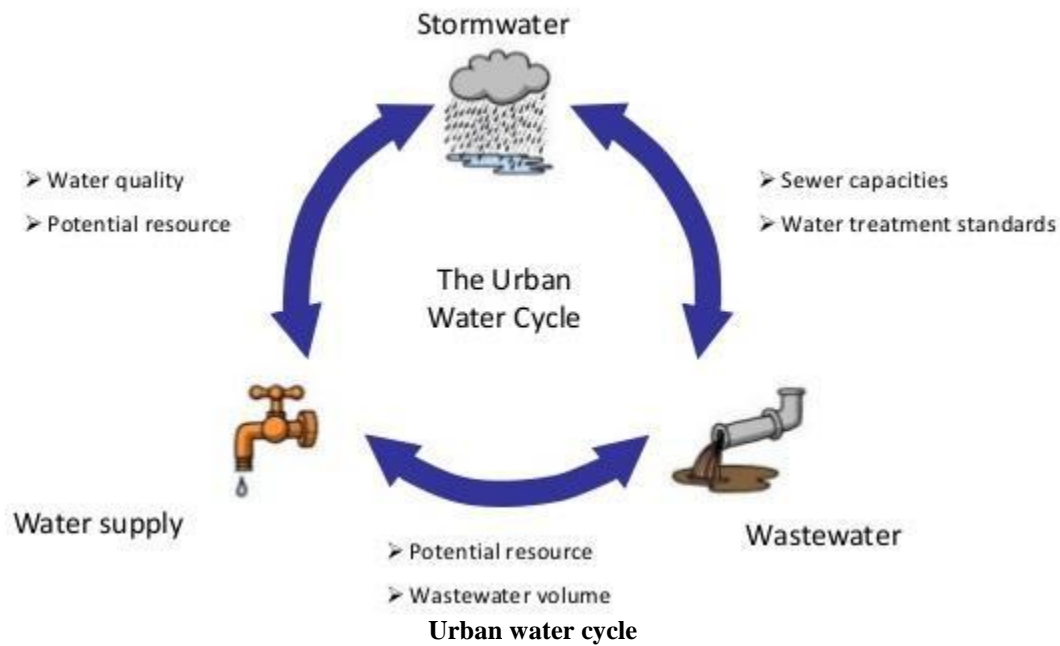 Stormwater
➢ Water quality
➢ Potential resource
➢ Sewer capacities
➢ Water treatment standards
The Urban
Water Cycle
Water supply
Wastewater
➢ Potential resource
➢ Wastewater volume
Urban water cycle